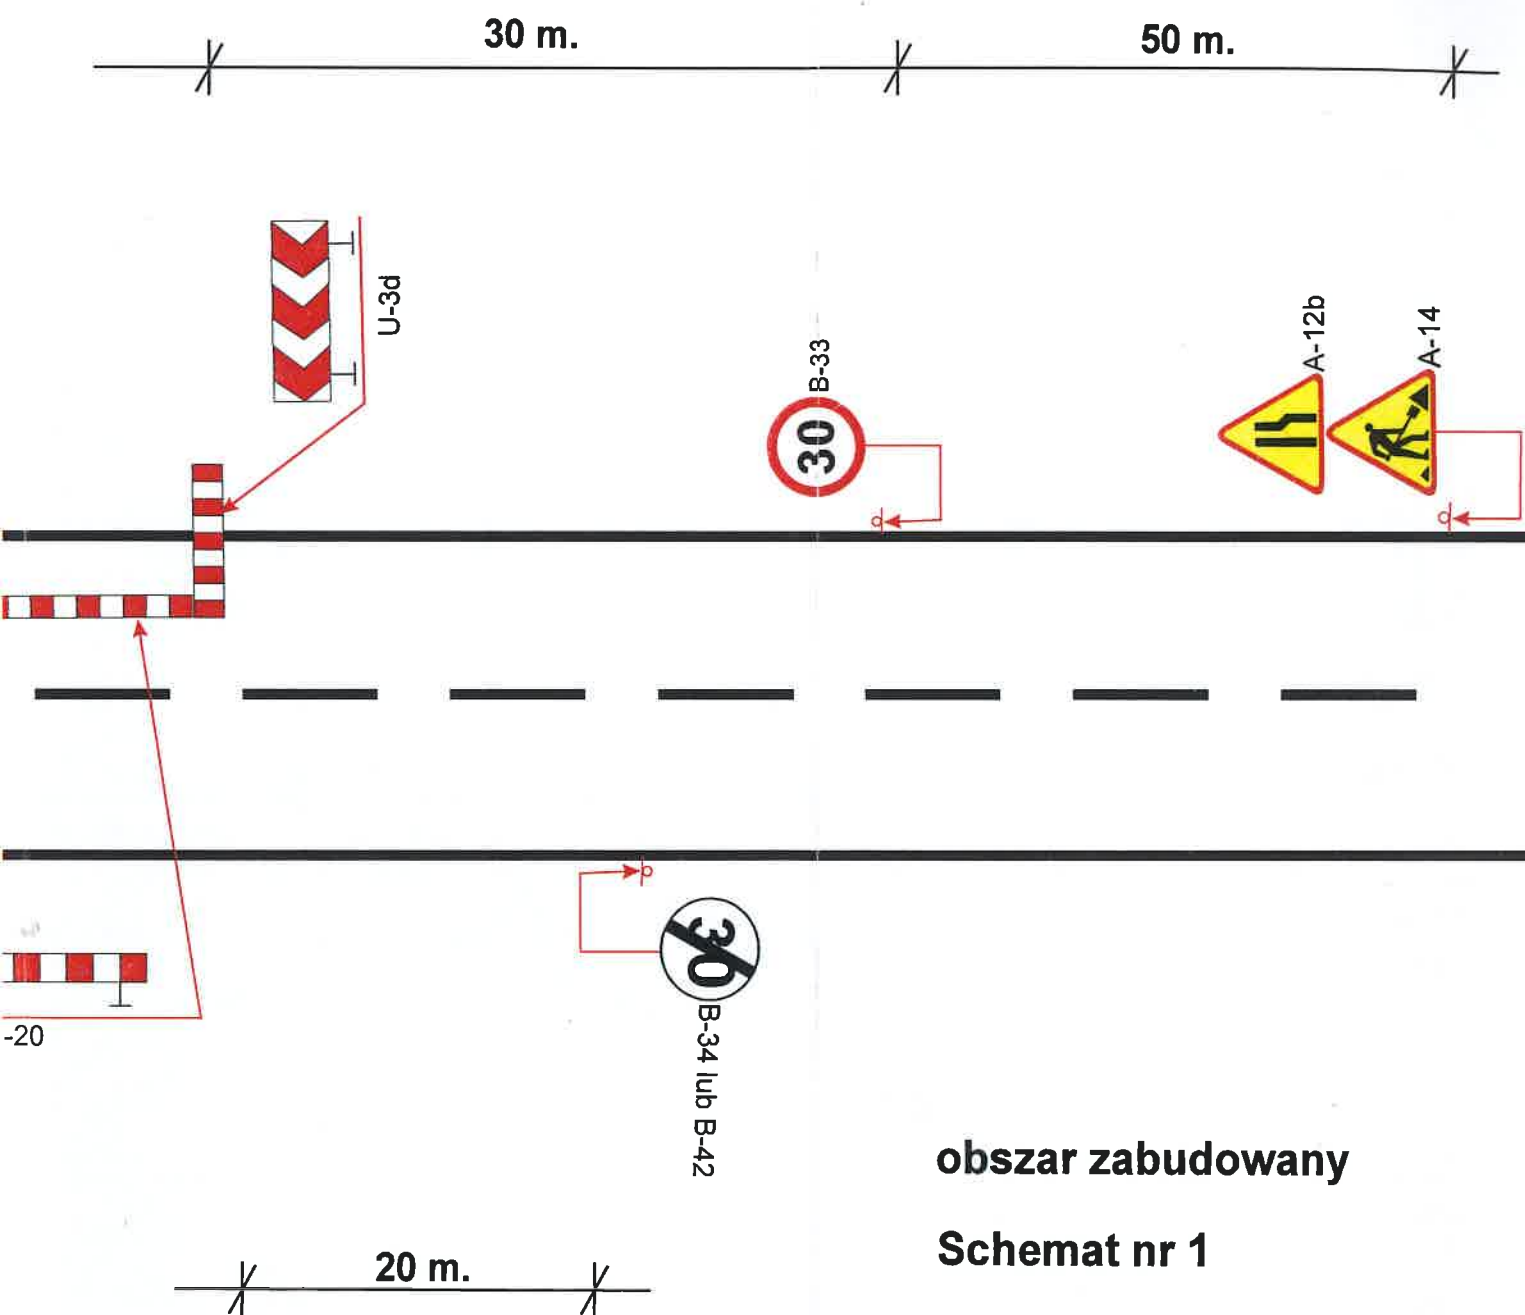 30 m.
50 m.
U-3d
B-33
30
A-12b
A-14
30
B-34 lub B-42
-20
obszar zabudowany
Schemat nr 1
20 m.